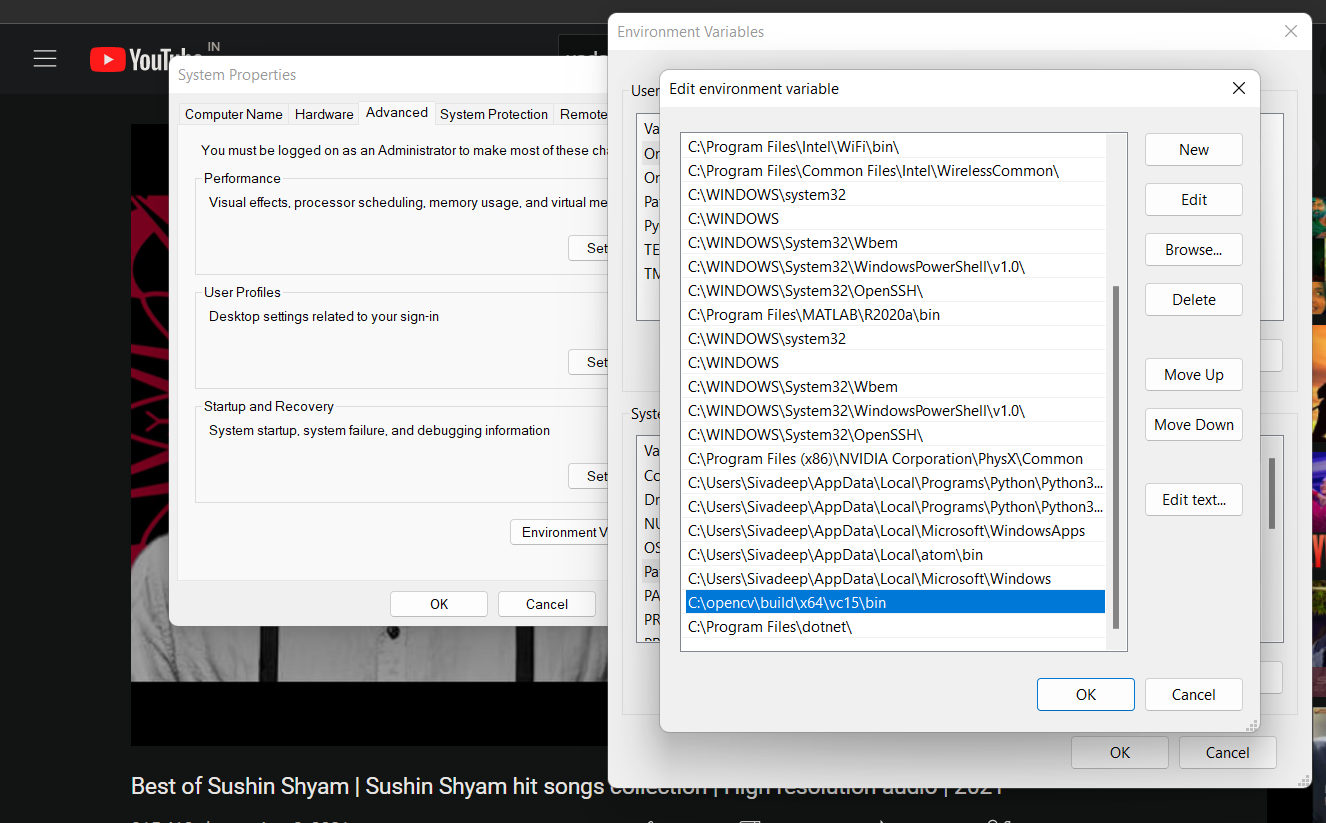 YouTube IN
System Properties
Computer Name Hardware Advanced System Protection Remote
You must be logged on as an Administrator to make most of these
Performance
Visual effects, processor scheduling, memory usage, and virtual
Set
User Profiles
Desktop settings related to your sign-in
Set
Startup and Recovery
System startup, system failure, and debugging information
Set
Environment V
OK Cancel
Environment Variables
User
Va
Or
Or
Pa
Py
TE
TM
Syste
Va
Co
Dr
NU
OS
Pa
PA
PR
Edit environment variable
C:\Program Files\Intel\WiFi\bin\
C:\Program Files\Common Files\Intel\WirelessCommon\
C:\WINDOWS\system32
C:\WINDOWS
C:\WINDOWS\System32\Wbem
C:\WINDOWS\System32\WindowsPowerShell\v1.0\
C:\WINDOWS\System32\OpenSSH\
C:\Program Files\MATLAB\R2020a\bin
C:\WINDOWS\system32
C:\WINDOWS
C:\WINDOWS\System32\Wbem
C:\WINDOWS\System32\WindowsPowerShell\v1.0\
C:\WINDOWS\System32\OpenSSH\
C:\Program Files (x86)\NVIDIA Corporation\PhysX\Common
C:\Users\Sivadeep\AppData\Local\Programs\Python\Python3...
C:\Users\Sivadeep\AppData\Local\Programs\Python\Python3...
C:\Users\Sivadeep\AppData\Local\Microsoft\WindowsApps
C:\Users\Sivadeep\AppData\Local\atom\bin
C:\Users\Sivadeep\AppData\Local\Microsoft\Windows
C:\opencv\build\x64\vc15\bin
C:\Program Files\dotnet\
New
Edit
Browse...
Delete
Move Up
Move Down
Edit text...
OK Cancel
OK Cancel
Best of Sushin Shyam | Sushin Shyam hit songs collection | High resolution audio | 2021